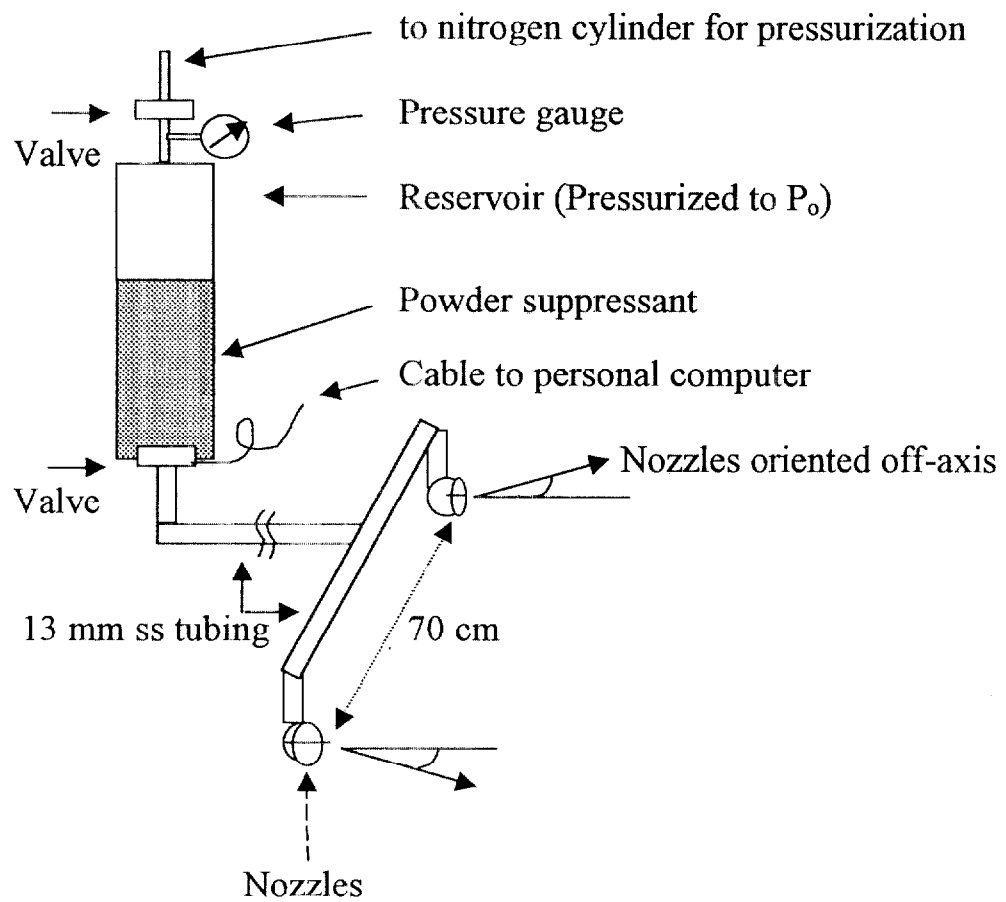 to nitrogen cylinder for pressurization
Pressure gauge
Valve
Reservoir (Pressurized to Pₒ)
Powder suppressant
Cable to personal computer
Nozzles oriented off-axis
Valve
13 mm ss tubing
70 cm
Nozzles